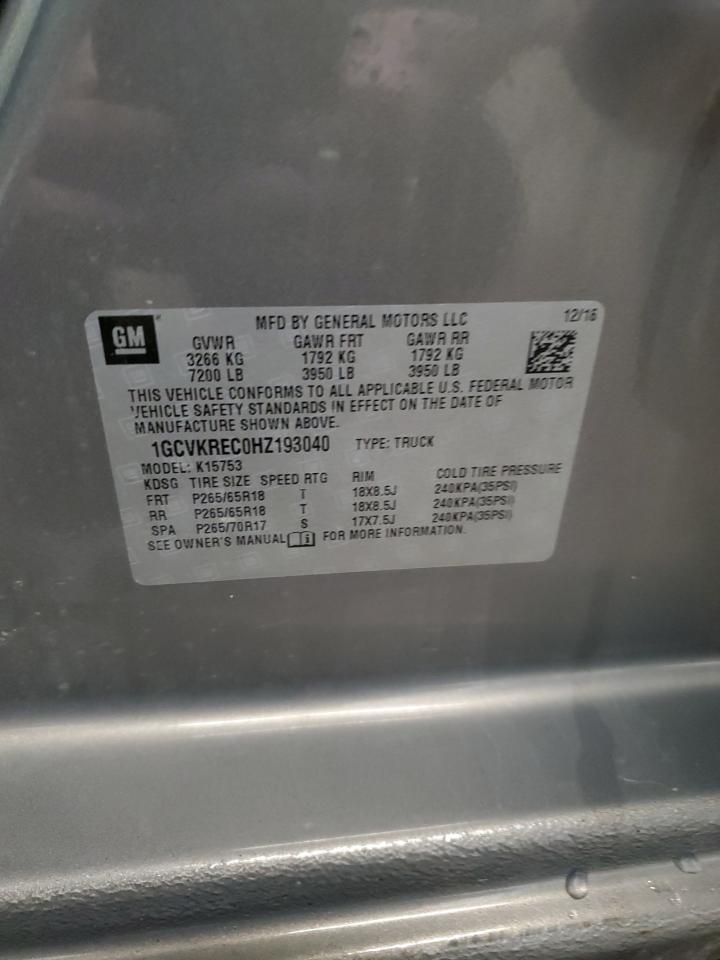 GM
MFD BY GENERAL MOTORS LLC 12/16
GVWR GAWR FRT GAWR RR
3266 KG 1792 KG 1792 KG
7200 LB 3950 LB 3950 LB
THIS VEHICLE CONFORMS TO ALL APPLICABLE U.S. FEDERAL MOTOR
VEHICLE SAFETY STANDARDS IN EFFECT ON THE DATE OF
MANUFACTURE SHOWN ABOVE.
1GCVKREC0HZ193040 TYPE: TRUCK
MODEL: K15753
KDSG TIRE SIZE SPEED RTG RIM COLD TIRE PRESSURE
FRT P265/65R18 T 18X8.5J 240KPA(35PSI)
RR P265/65R18 T 18X8.5J 240KPA(35PSI)
SPA P265/70R17 S 17X7.5J 240KPA(35PSI)
SEE OWNER'S MANUAL i FOR MORE INFORMATION.